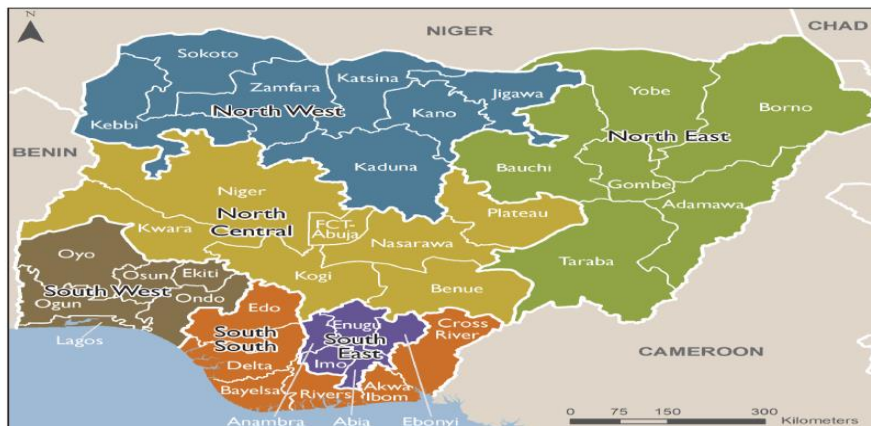 N
NIGER
CHAD
Sokoto
Katsina
Zamfara
North West
Jigawa
Kano
Kebbi
Yobe
Borno
North East
BENIN
Kaduna
Bauchi
Gombe
Adamawa
Niger
North
Central
FCT-
Abuja
Plateau
Kwara
Nasarawa
Taraba
Oyo
Osun
Ekiti
South West
Ogun
Ondo
Kogi
Benue
Lagos
Edo
South
South
Enugu
South
East
Imo
Cross
River
Delta
Bayelsa
Rivers
Akwa
Ibom
CAMEROON
Anambra
Abia
Ebonyi
0 75 150 300
Kilometers